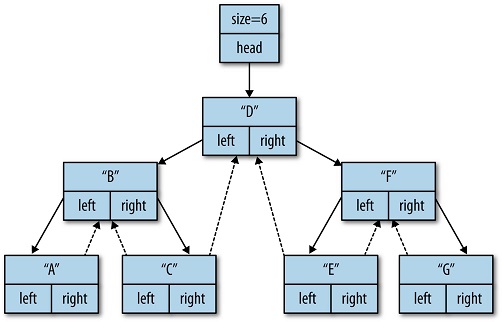 size=6
head
“D”
left right
“B”
left right
“F”
left right
“A”
left right
“C”
left right
“E”
left right
“G”
left right